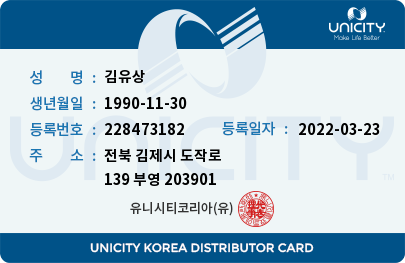 UNICITY
Make Life Better
성 명 : 김유상
생년월일 : 1990-11-30
등록번호 : 228473182 등록일자 : 2022-03-23
주 소 : 전북 김제시 도작로
139 부영 203901
UNICITY
TM
유니시티코리아(유)
UNICITY KOREA DISTRIBUTOR CARD